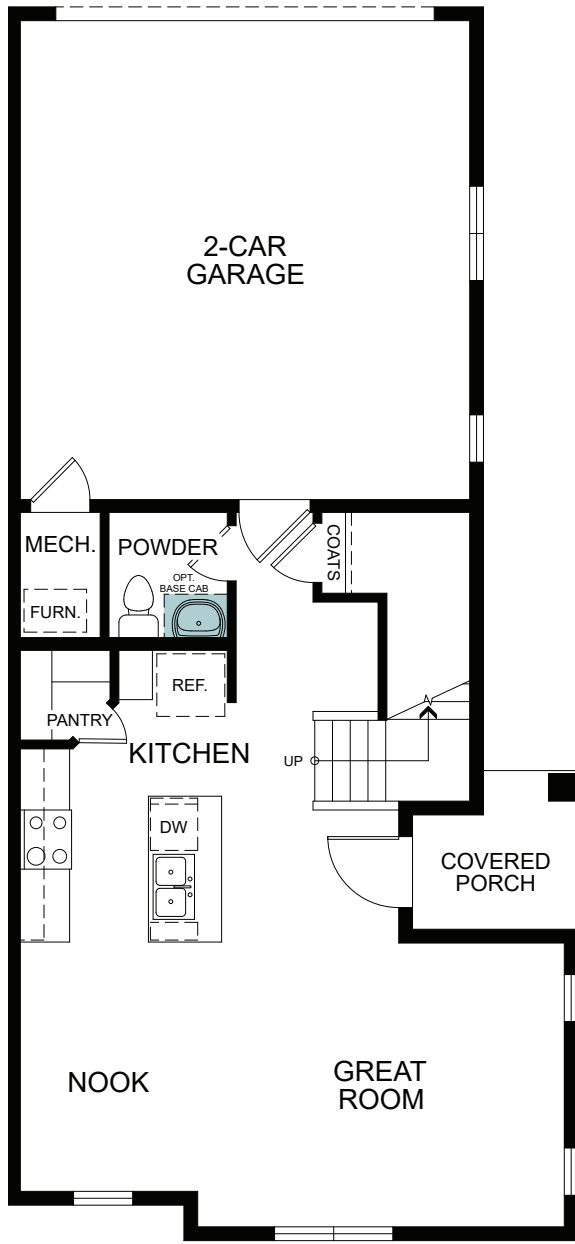 2-CAR
GARAGE
MECH.
POWDER
COATS
OPT.
BASE CAB
FURN.
REF.
PANTRY
KITCHEN
UP
DW
COVERED
PORCH
NOOK
GREAT
ROOM